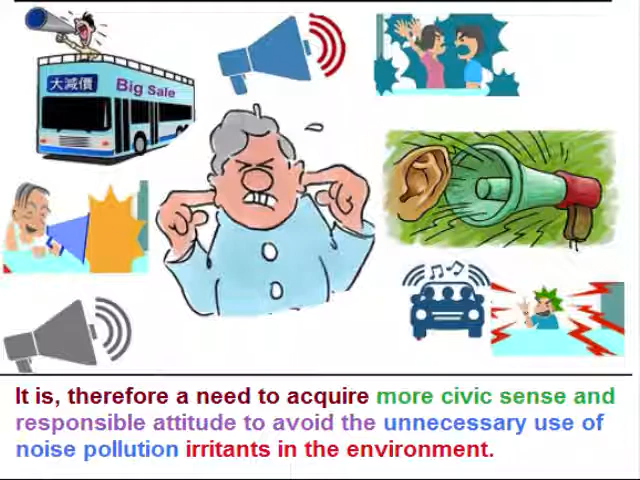 大減價
Big Sale
It is, therefore a need to acquire more civic sense and
responsible attitude to avoid the unnecessary use of
noise pollution irritants in the environment.